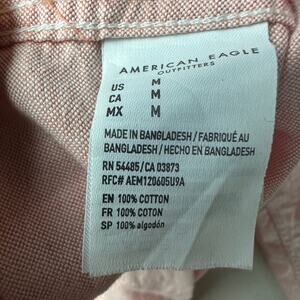 AMERICAN EAGLE
OUTFITTERS
US M
CA M
MX M
MADE IN BANGLADESH / FABRIQUÉ AU
BANGLADESH / HECHO EN BANGLADESH
RN 54485/CA 03873
RFC# AEM120605U9A
EN 100% COTTON
FR 100% COTON
SP 100% algodón